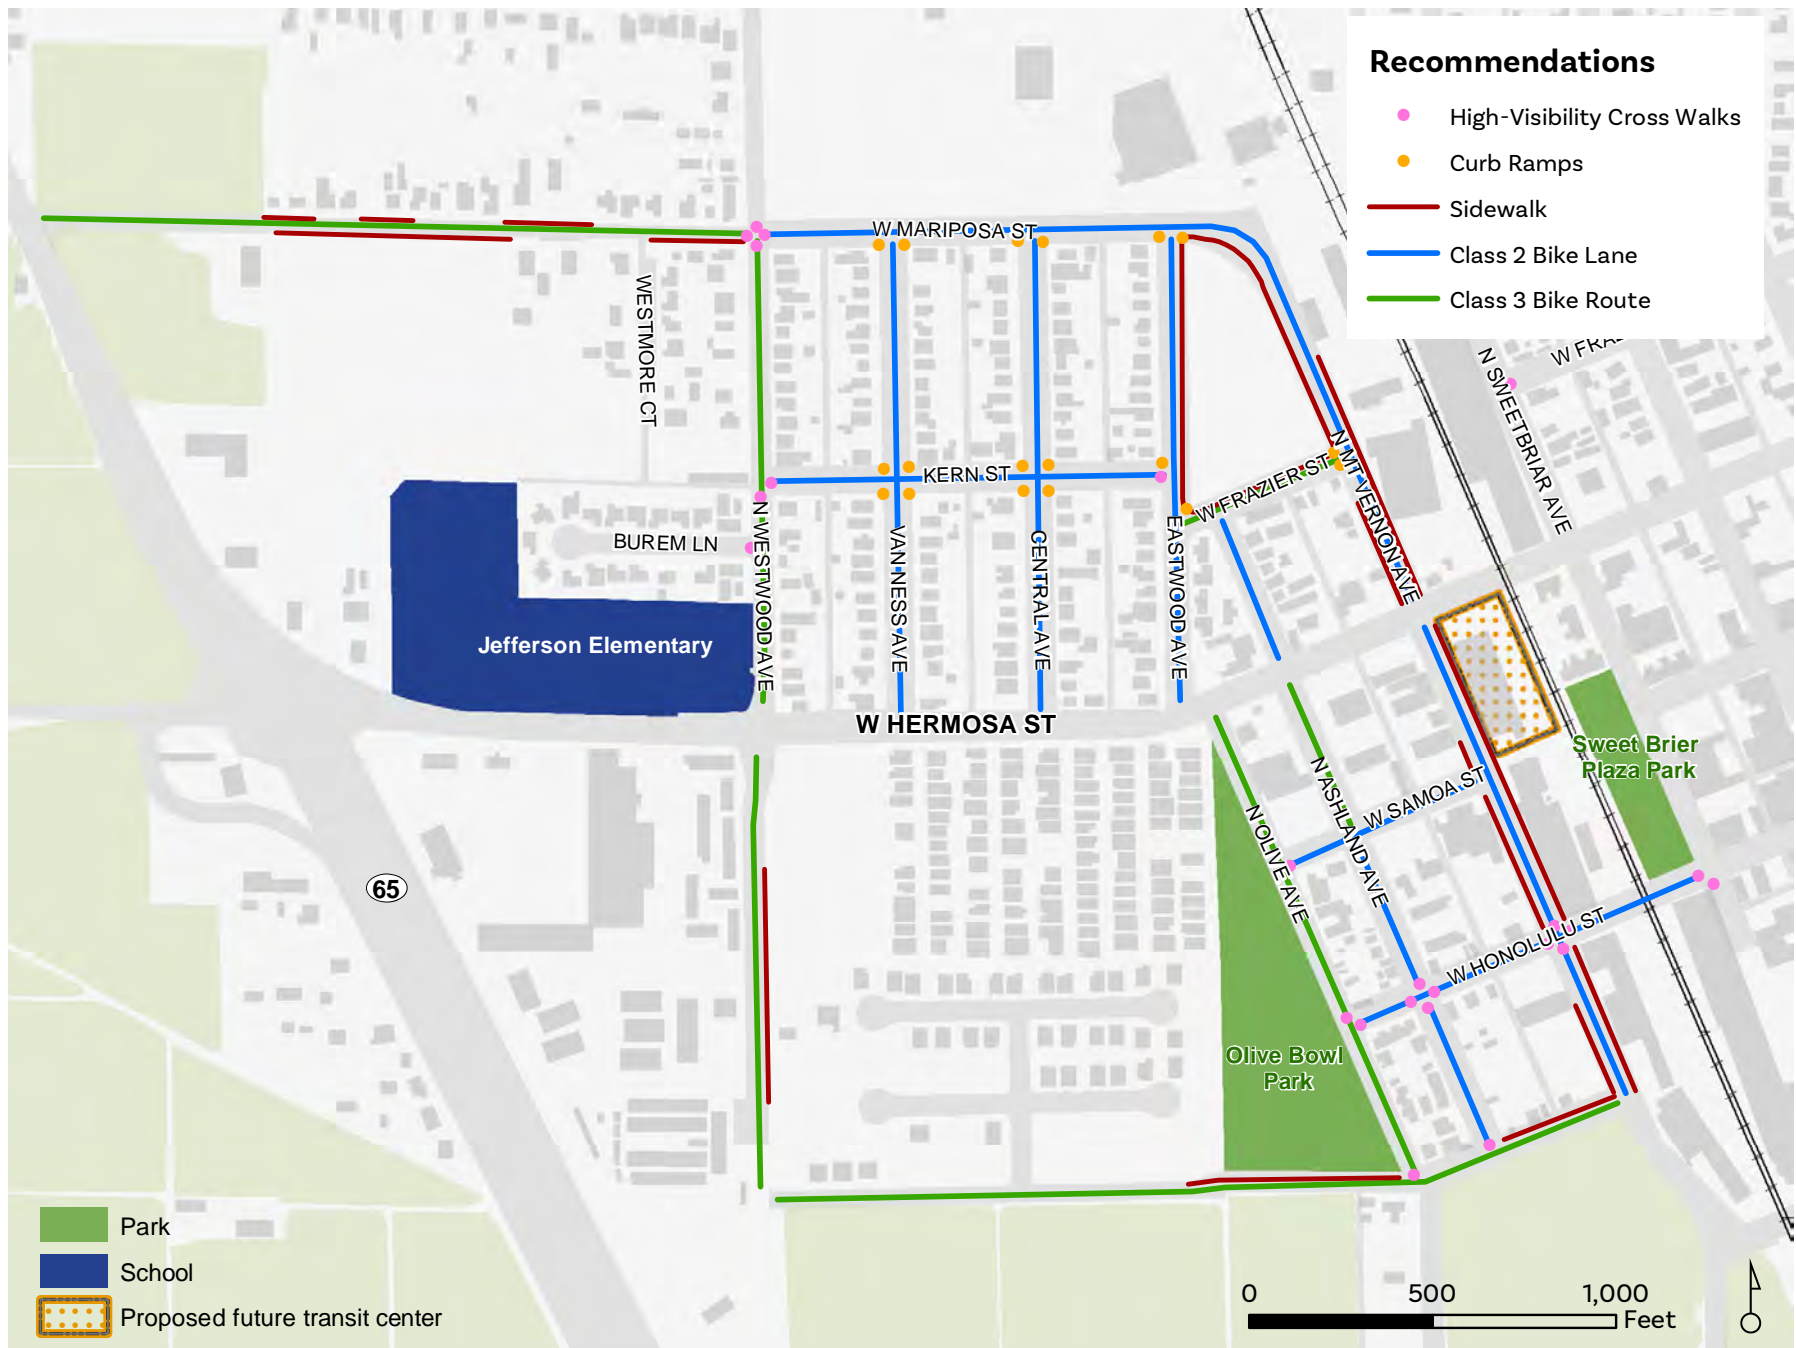 Recommendations
High-Visibility Cross Walks
Curb Ramps
Sidewalk
Class 2 Bike Lane
Class 3 Bike Route
W MARIPOSA ST
WESTMORE CT
W FRAZ
N SWEETBRIAR AVE
KERN ST
W FRAZIER ST
N MT VERNON AVE
BUREM LN
N WESTWOOD AVE
VAN NESS AVE
CENTRAL AVE
EASTWOOD AVE
Jefferson Elementary
W HERMOSA ST
Sweet Brier
Plaza Park
N ASHLAND AVE
W SAMOA ST
N OLIVE AVE
65
W HONOLULU ST
Olive Bowl
Park
Park
School
Proposed future transit center
0 500 1,000
Feet